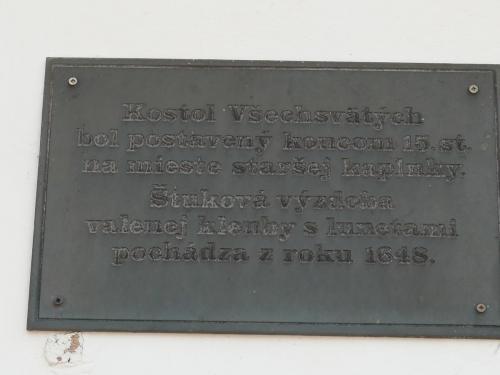 Kostol Všechsvätých
bol postavený koncom 15. st.
na mieste staršej kaplnky.
Štuková výzdoba
valenej klenby s lunetami
pochádza z roku 1648.